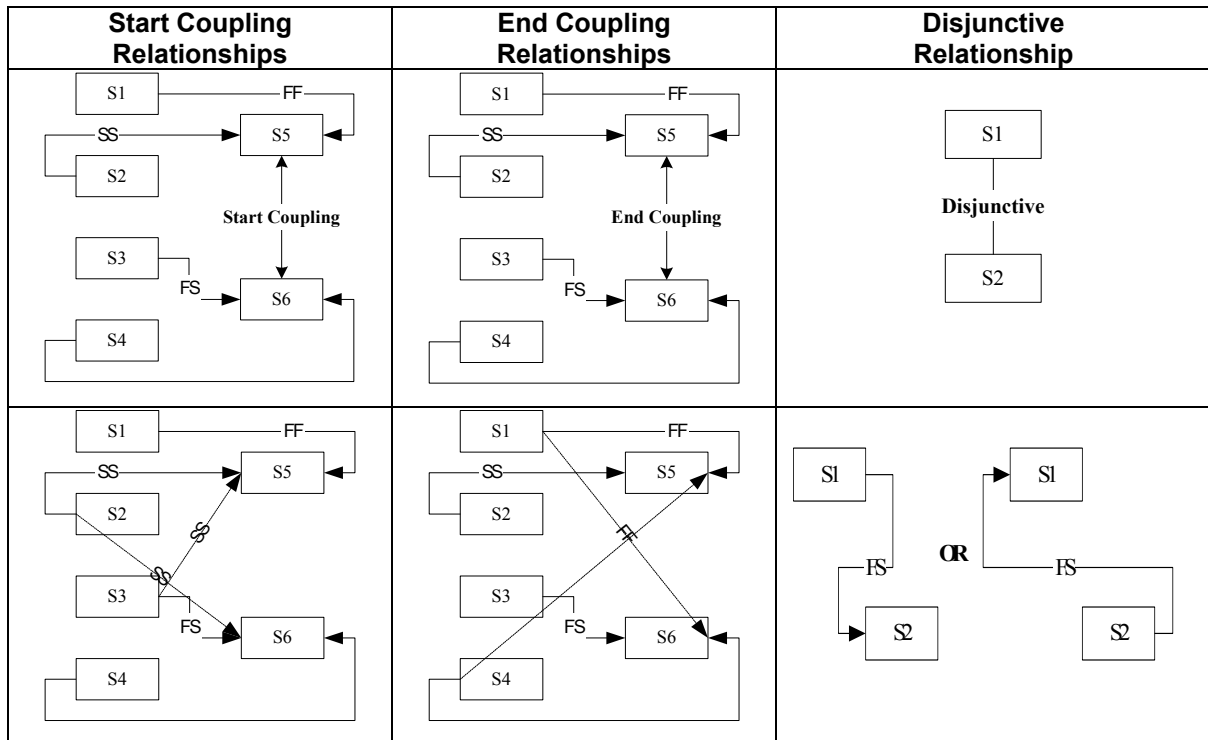 Start Coupling
Relationships
End Coupling
Relationships
Disjunctive
Relationship
S1
FF
SS
S5
S2
Start Coupling
S3
FS
S6
S4
S1
FF
SS
S5
S2
End Coupling
S3
FS
S6
S4
S1
Disjunctive
S2
S1
FF
SS
S5
S2
SS
SS
S3
FS
S6
S4
S1
FF
SS
S5
S2
FF
S3
FS
S6
S4
S1
S1
OR
FS
FS
S2
S2